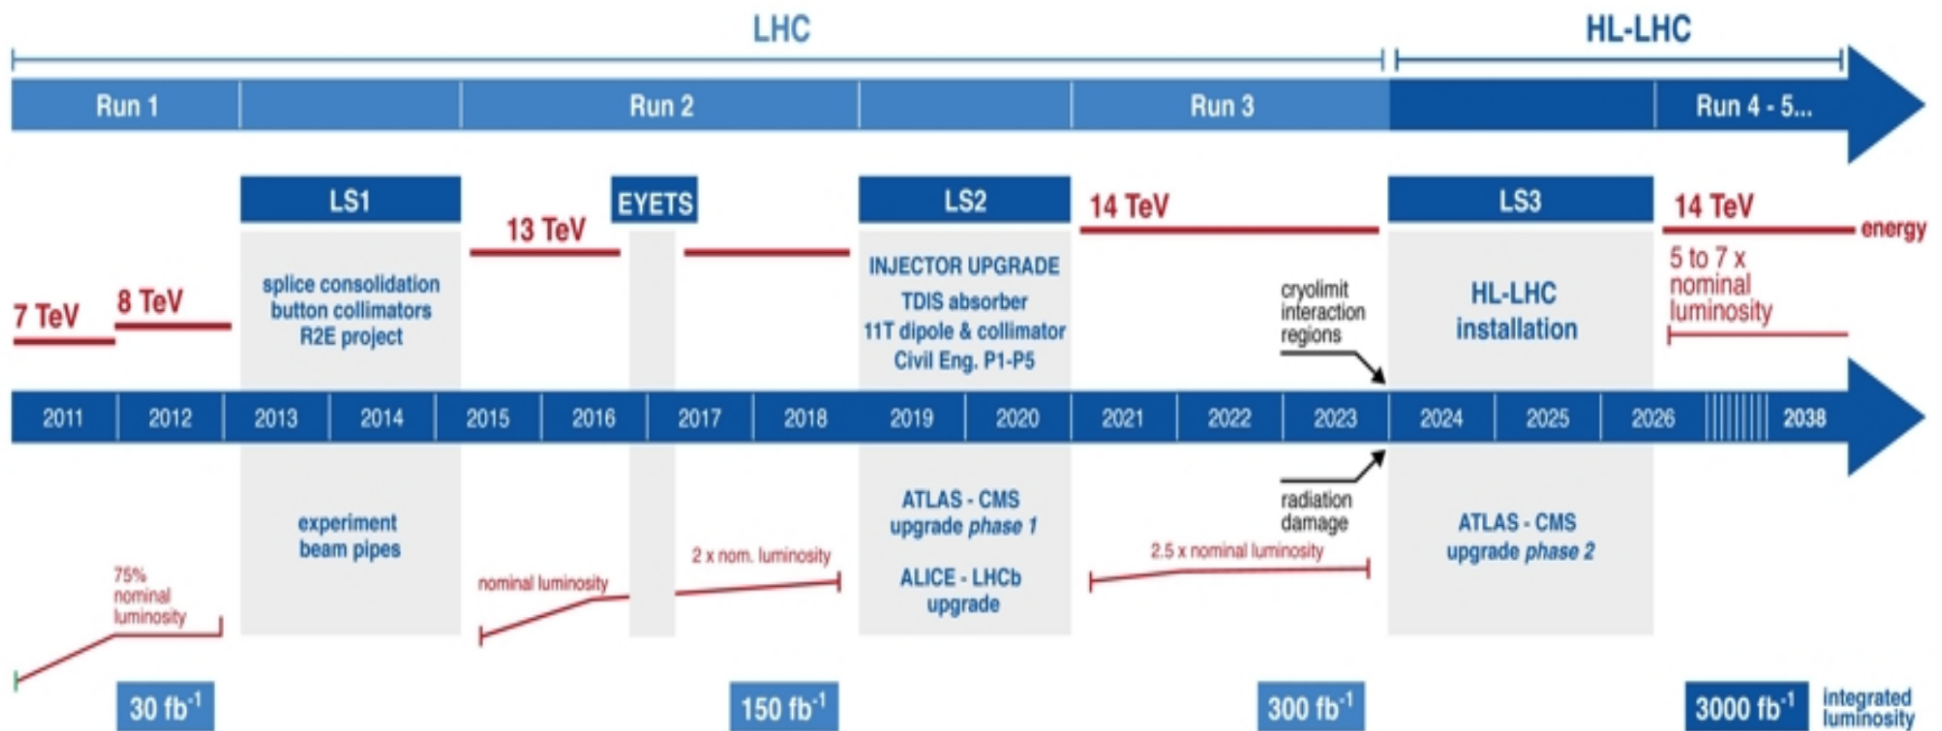 LHC
HL-LHC
Run 1
Run 2
Run 3
Run 4 - 5...
LS1
EYETS
LS2
14 TeV
LS3
14 TeV
energy
13 TeV
splice consolidation
button collimators
R2E project
INJECTOR UPGRADE
TDIS absorber
11T dipole & collimator
Civil Eng. P1-P5
cryolimit
interaction
regions
HL-LHC
installation
5 to 7 x
nominal
luminosity
7 TeV
8 TeV
2011
2012
2013
2014
2015
2016
2017
2018
2019
2020
2021
2022
2023
2024
2025
2026
2038
experiment
beam pipes
ATLAS - CMS
upgrade phase 1
ALICE - LHCb
upgrade
radiation
damage
ATLAS - CMS
upgrade phase 2
75%
nominal
luminosity
nominal luminosity
2 x nom. luminosity
2.5 x nominal luminosity
30 fb⁻¹
150 fb⁻¹
300 fb⁻¹
3000 fb⁻¹
integrated
luminosity